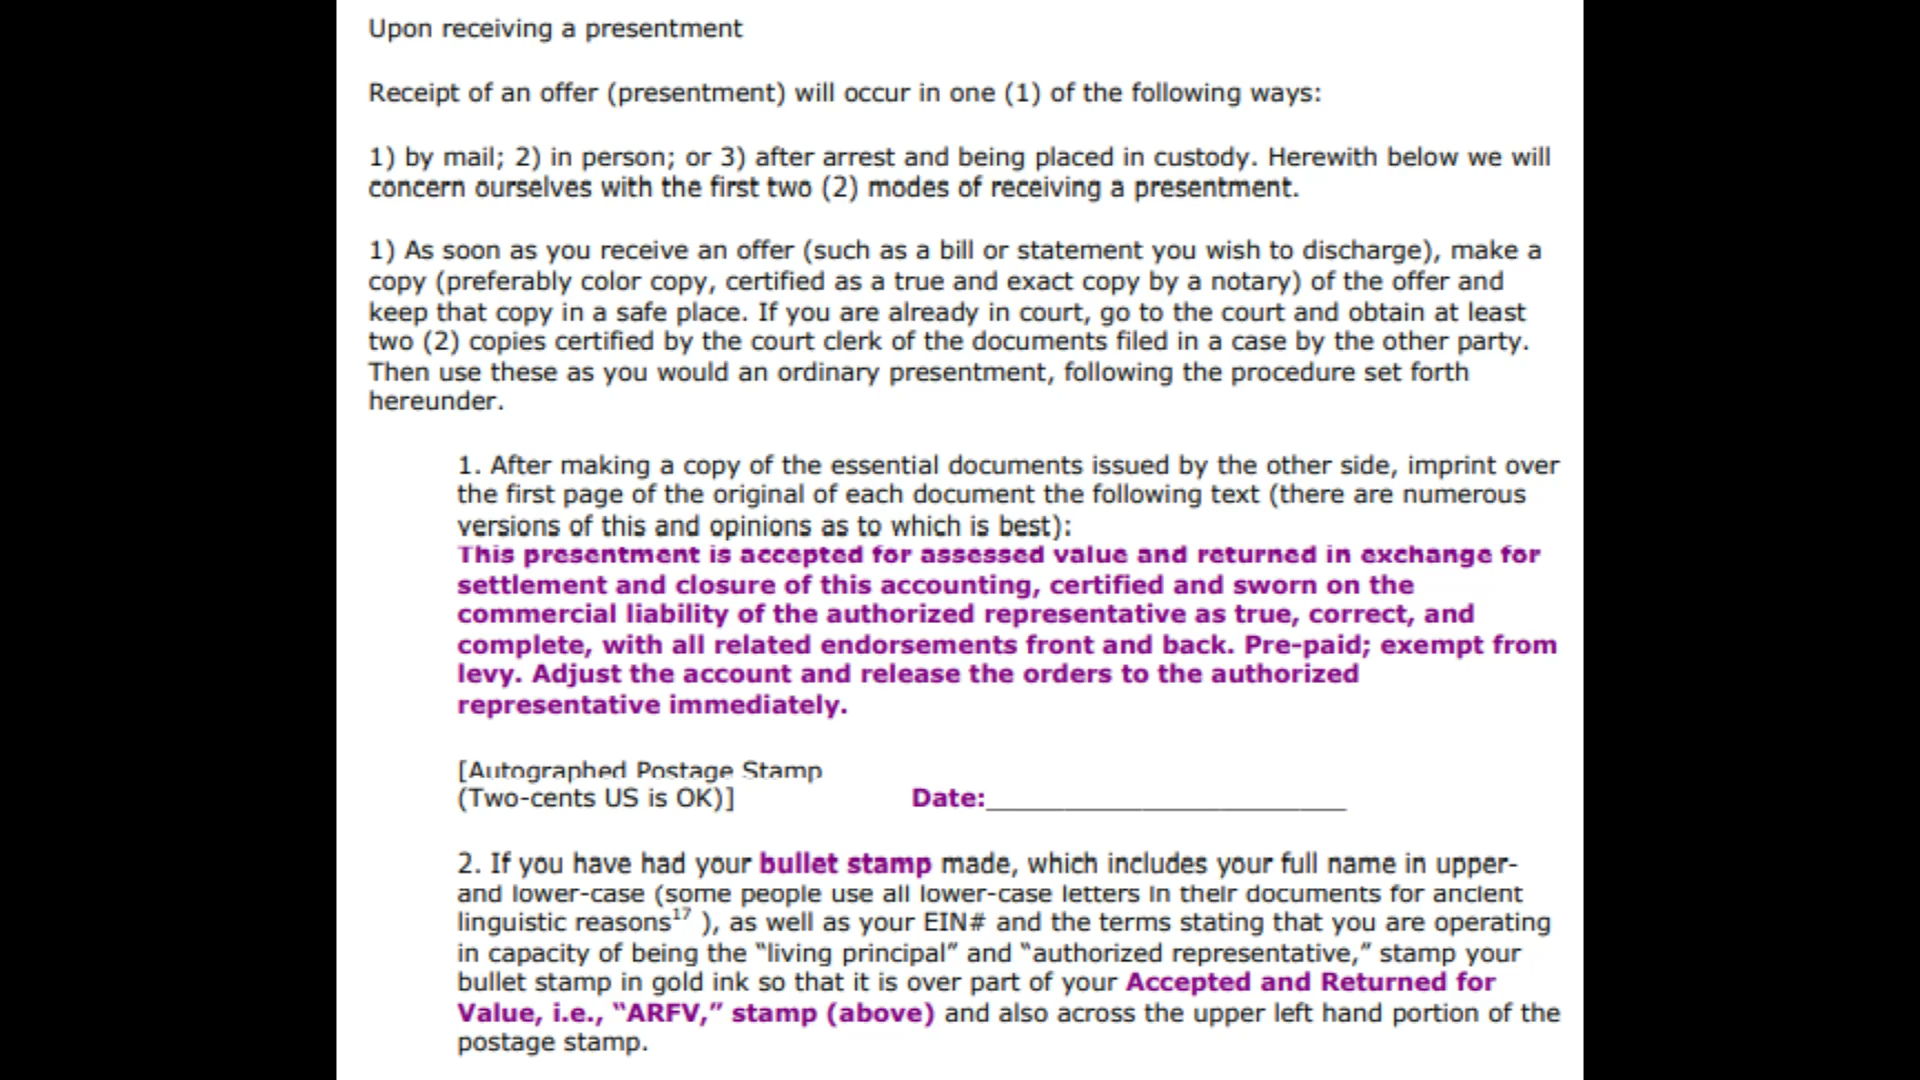 Upon receiving a presentment
Receipt of an offer (presentment) will occur in one (1) of the following ways:
1) by mail; 2) in person; or 3) after arrest and being placed in custody. Herewith below we will
concern ourselves with the first two (2) modes of receiving a presentment.
1) As soon as you receive an offer (such as a bill or statement you wish to discharge), make a
copy (preferably color copy, certified as a true and exact copy by a notary) of the offer and
keep that copy in a safe place. If you are already in court, go to the court and obtain at least
two (2) copies certified by the court clerk of the documents filed in a case by the other party.
Then use these as you would an ordinary presentment, following the procedure set forth
hereunder.
1. After making a copy of the essential documents issued by the other side, imprint over
the first page of the original of each document the following text (there are numerous
versions of this and opinions as to which is best):
This presentment is accepted for assessed value and returned in exchange for
settlement and closure of this accounting, certified and sworn on the
commercial liability of the authorized representative as true, correct, and
complete, with all related endorsements front and back. Pre-paid; exempt from
levy. Adjust the account and release the orders to the authorized
representative immediately.
[Autographed Postage Stamp
(Two-cents US is OK)] Date:___________________________
2. If you have had your bullet stamp made, which includes your full name in upper-
and lower-case (some people use all lower-case letters in their documents for ancient
linguistic reasons17 ), as well as your EIN# and the terms stating that you are operating
in capacity of being the “living principal” and “authorized representative,” stamp your
bullet stamp in gold ink so that it is over part of your Accepted and Returned for
Value, i.e., “ARFV,” stamp (above) and also across the upper left hand portion of the
postage stamp.